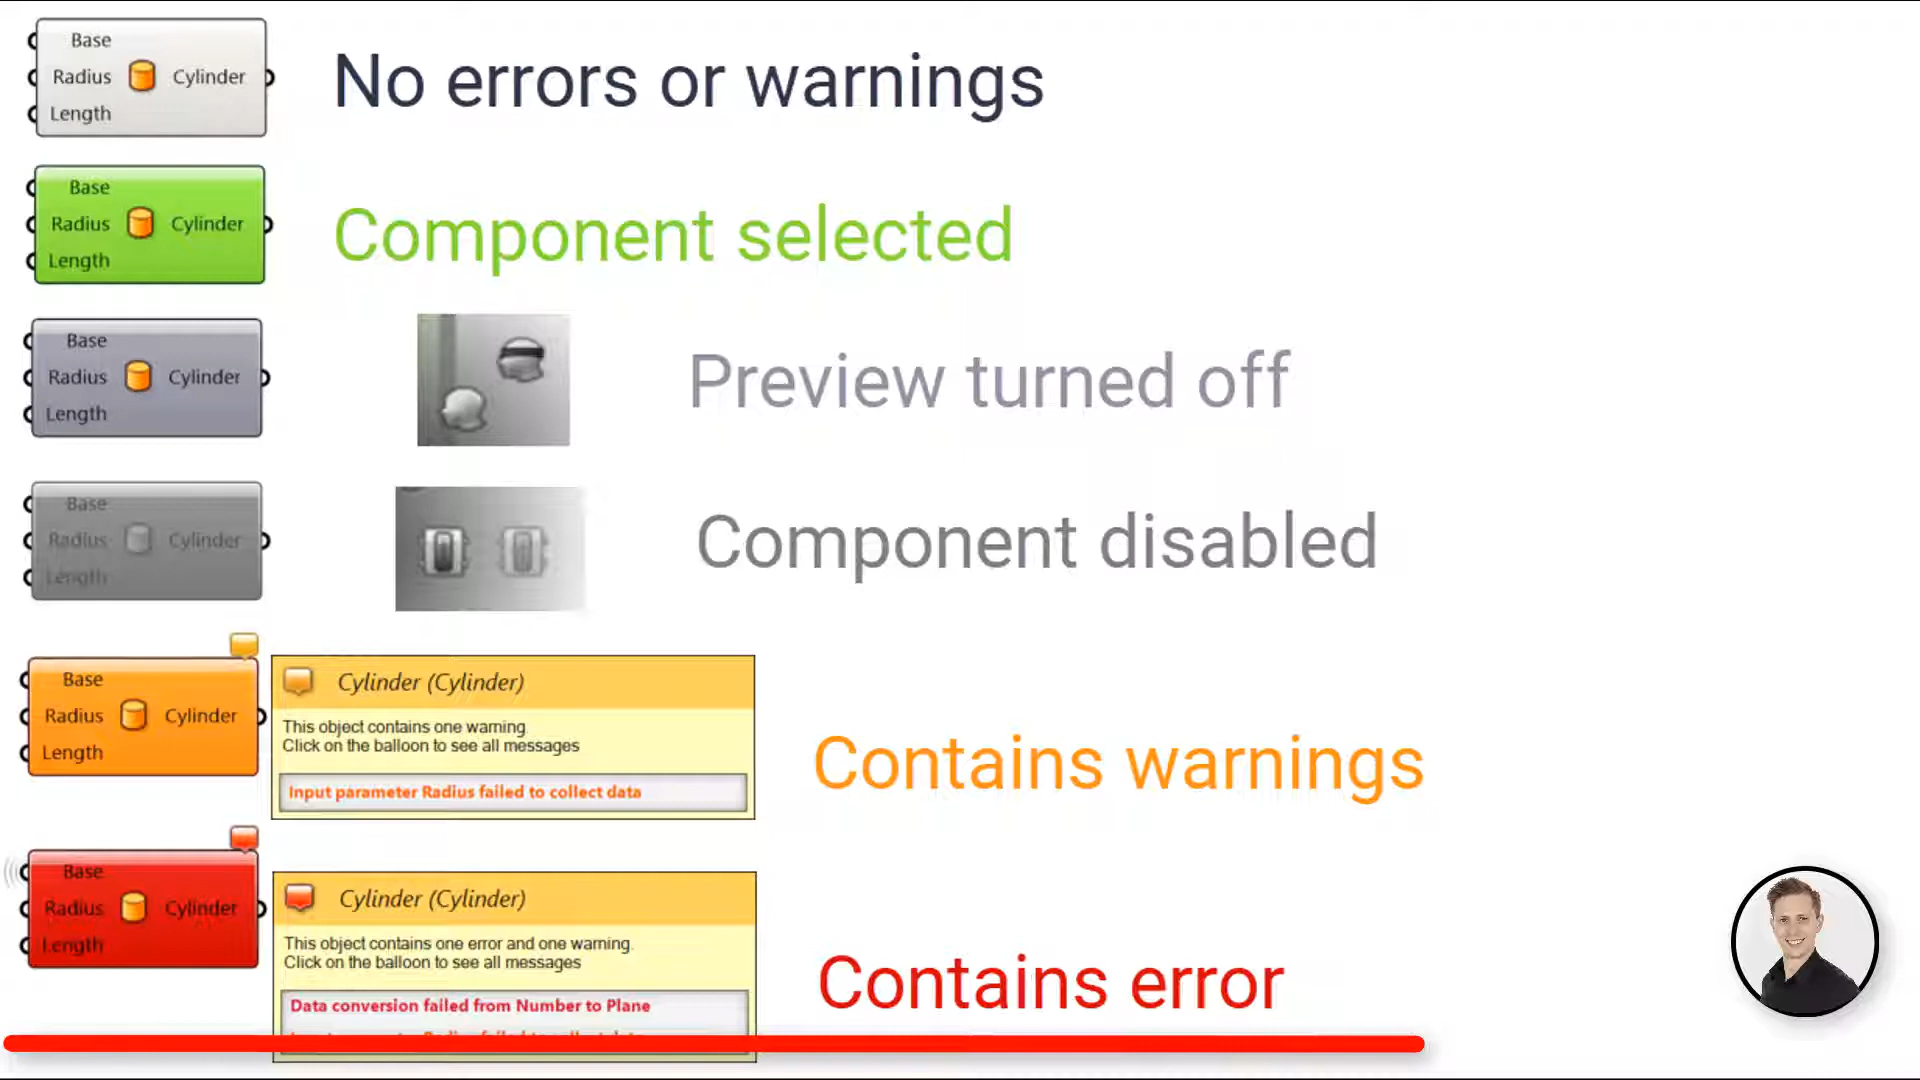 Base
Radius Cylinder
Length
No errors or warnings
Base
Radius Cylinder
Length
Component selected
Base
Radius Cylinder
Length
Preview turned off
Base
Radius Cylinder
Length
Component disabled
Base
Radius Cylinder
Length
Cylinder (Cylinder)
This object contains one warning.
Click on the balloon to see all messages
Input parameter Radius failed to collect data
Contains warnings
Base
Radius Cylinder
Length
Cylinder (Cylinder)
This object contains one error and one warning.
Click on the balloon to see all messages
Data conversion failed from Number to Plane
Contains error